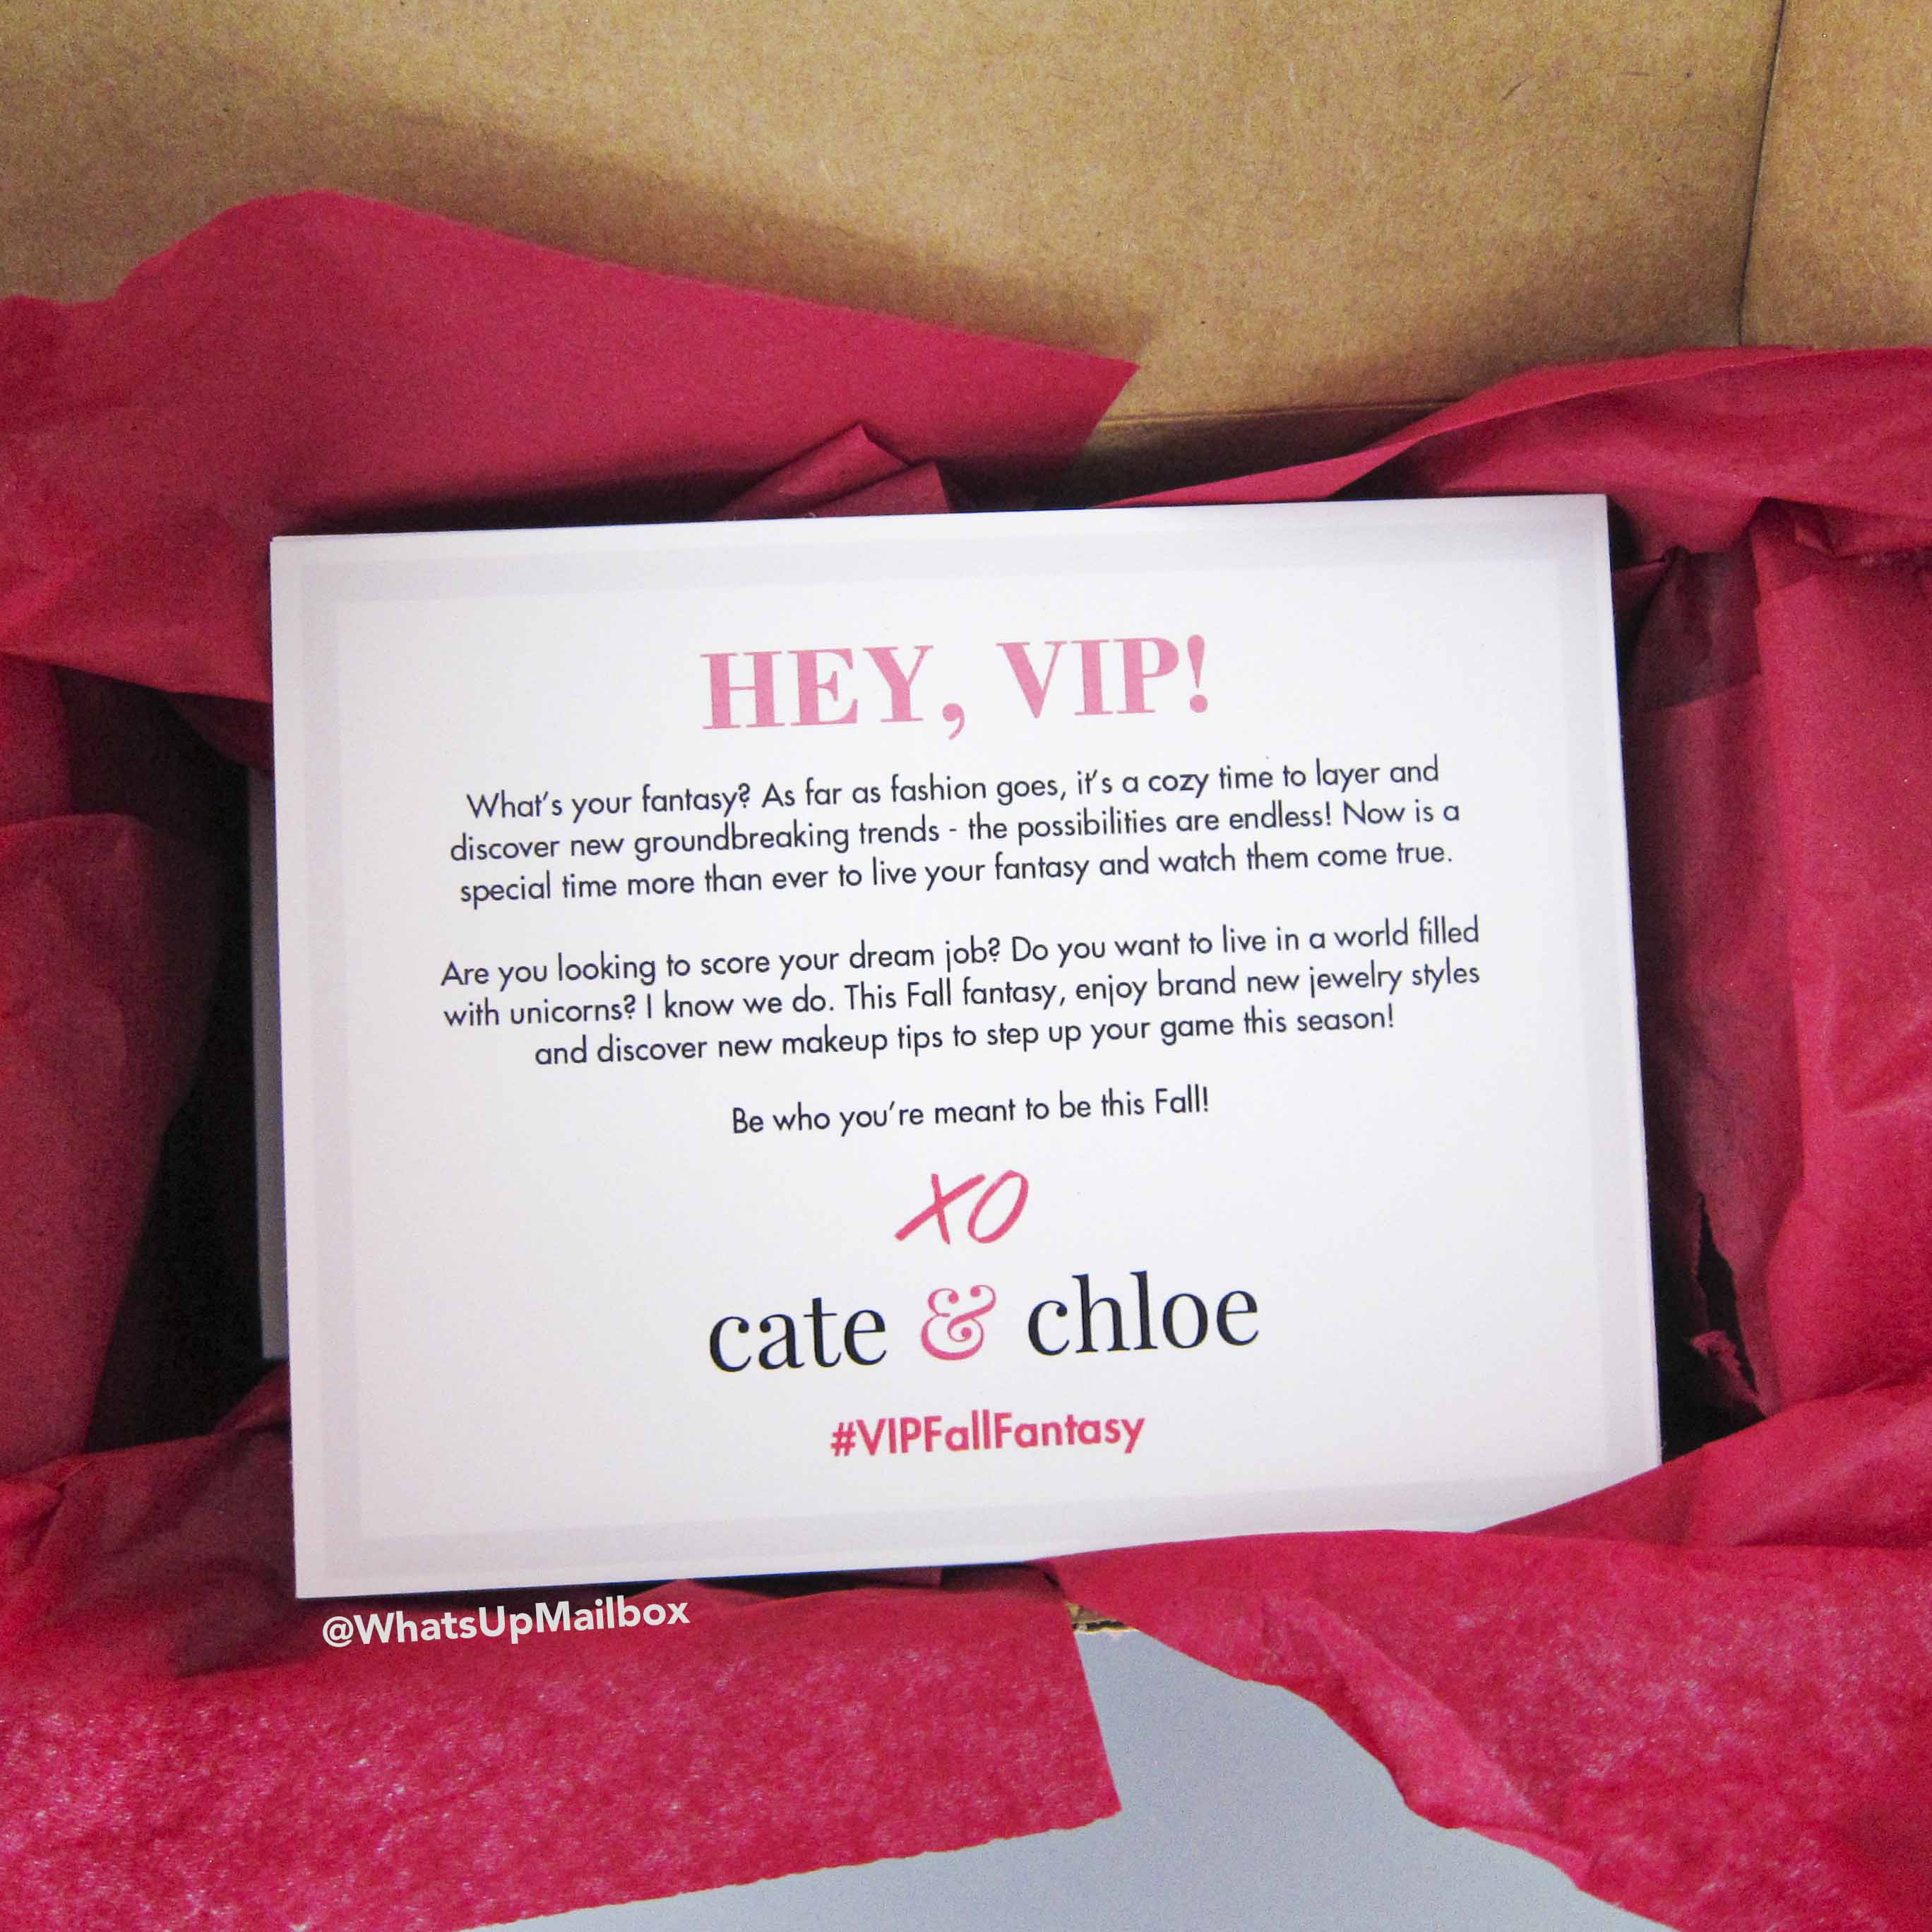 HEY, VIP!
What's your fantasy? As far as fashion goes, it's a cozy time to layer and
discover new groundbreaking trends - the possibilities are endless! Now is a
special time more than ever to live your fantasy and watch them come true.
Are you looking to score your dream job? Do you want to live in a world filled
with unicorns? I know we do. This Fall fantasy, enjoy brand new jewelry styles
and discover new makeup tips to step up your game this season!
Be who you're meant to be this Fall!
XO
cate & chloe
#VIPFallFantasy
@WhatsUpMailbox